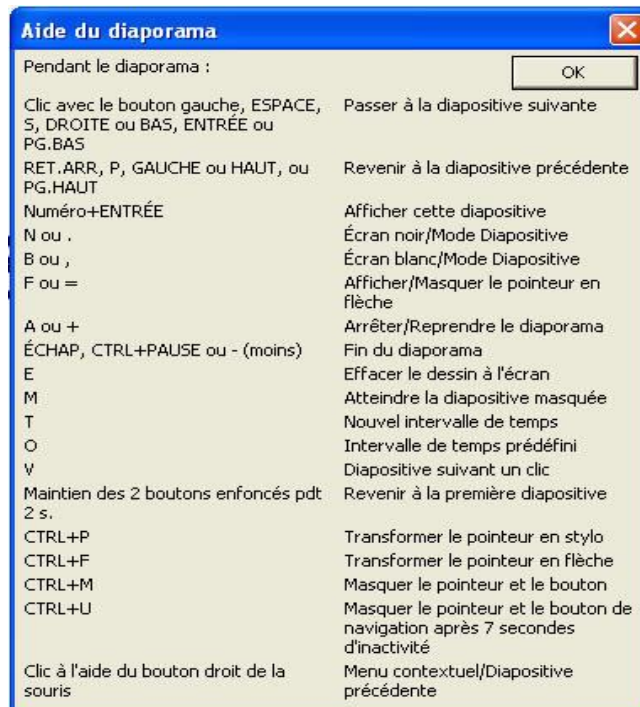 Aide du diaporama
Pendant le diaporama :
OK
Clic avec le bouton gauche, ESPACE, S, DROITE ou BAS, ENTRÉE ou PG.BAS
Passer à la diapositive suivante
RET.ARR, P, GAUCHE ou HAUT, ou PG.HAUT
Revenir à la diapositive précédente
Numéro+ENTRÉE
Afficher cette diapositive
N ou .
Écran noir/Mode Diapositive
B ou ,
Écran blanc/Mode Diapositive
F ou =
Afficher/Masquer le pointeur en flèche
A ou +
Arrêter/Reprendre le diaporama
ÉCHAP, CTRL+PAUSE ou - (moins)
Fin du diaporama
E
Effacer le dessin à l'écran
M
Atteindre la diapositive masquée
T
Nouvel intervalle de temps
O
Intervalle de temps prédéfini
V
Diapositive suivant un clic
Maintien des 2 boutons enfoncés pdt 2 s.
Revenir à la première diapositive
CTRL+P
Transformer le pointeur en stylo
CTRL+F
Transformer le pointeur en flèche
CTRL+M
Masquer le pointeur et le bouton
CTRL+U
Masquer le pointeur et le bouton de navigation après 7 secondes d'inactivité
Clic à l'aide du bouton droit de la souris
Menu contextuel/Diapositive précédente